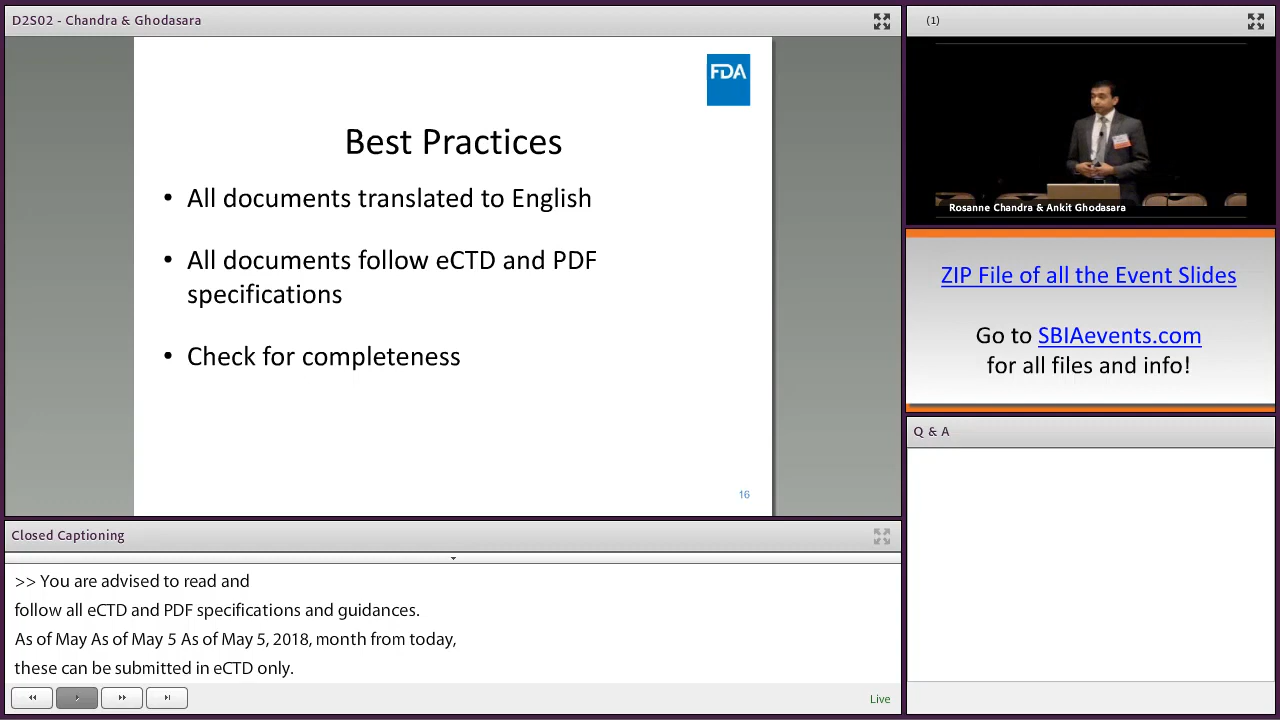 D2S02 - Chandra & Ghodasara
FDA
Best Practices
• All documents translated to English
• All documents follow eCTD and PDF
specifications
• Check for completeness
16
Closed Captioning
>> You are advised to read and
follow all eCTD and PDF specifications and guidances.
As of May As of May 5 As of May 5, 2018, month from today,
these can be submitted in eCTD only.
Live
(1)
Rosanne Chandra & Ankit Ghodasara
ZIP File of all the Event Slides
Go to SBIAevents.com
for all files and info!
Q & A